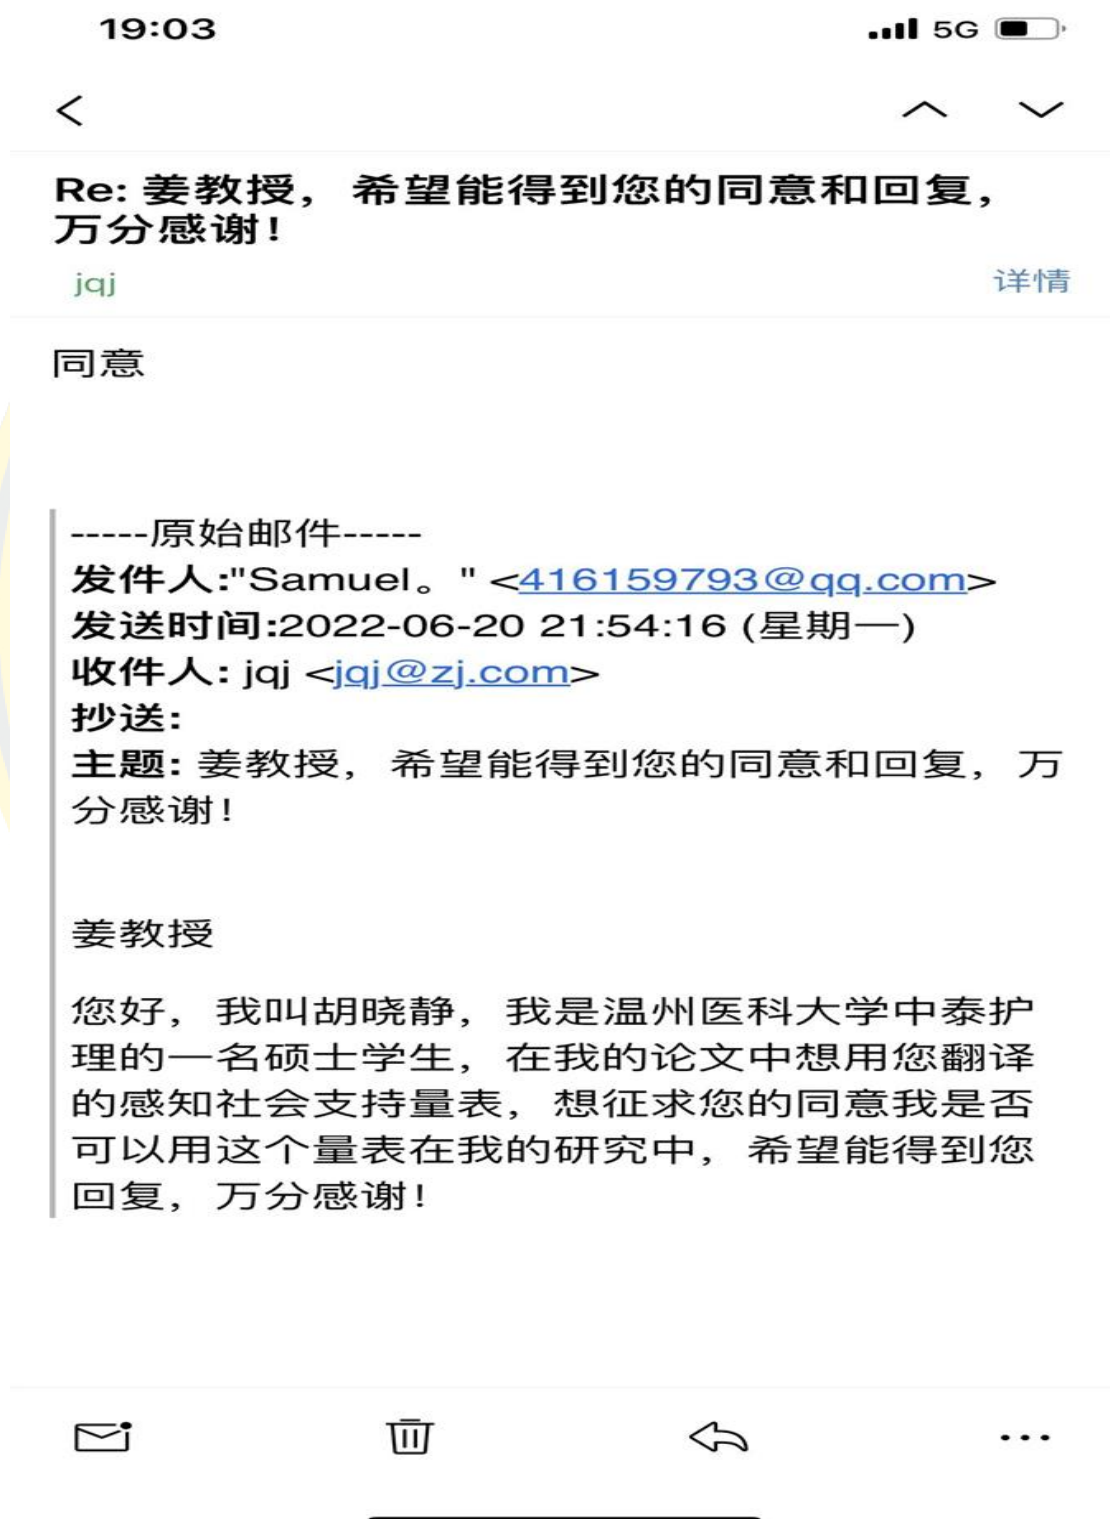 19:03
5G
Re: 姜教授，希望能得到您的同意和回复，
万分感谢！
jqj
详情
同意
-----原始邮件-----
发件人:"Samuel。" <416159793@qq.com>
发送时间:2022-06-20 21:54:16 (星期一)
收件人: jqj <jqj@zj.com>
抄送:
主题: 姜教授，希望能得到您的同意和回复，万
分感谢！
姜教授
您好，我叫胡晓静，我是温州医科大学中泰护
理的一名硕士学生，在我的论文中想用您翻译
的感知社会支持量表，想征求您的同意我是否
可以用这个量表在我的研究中，希望能得到您
回复，万分感谢！